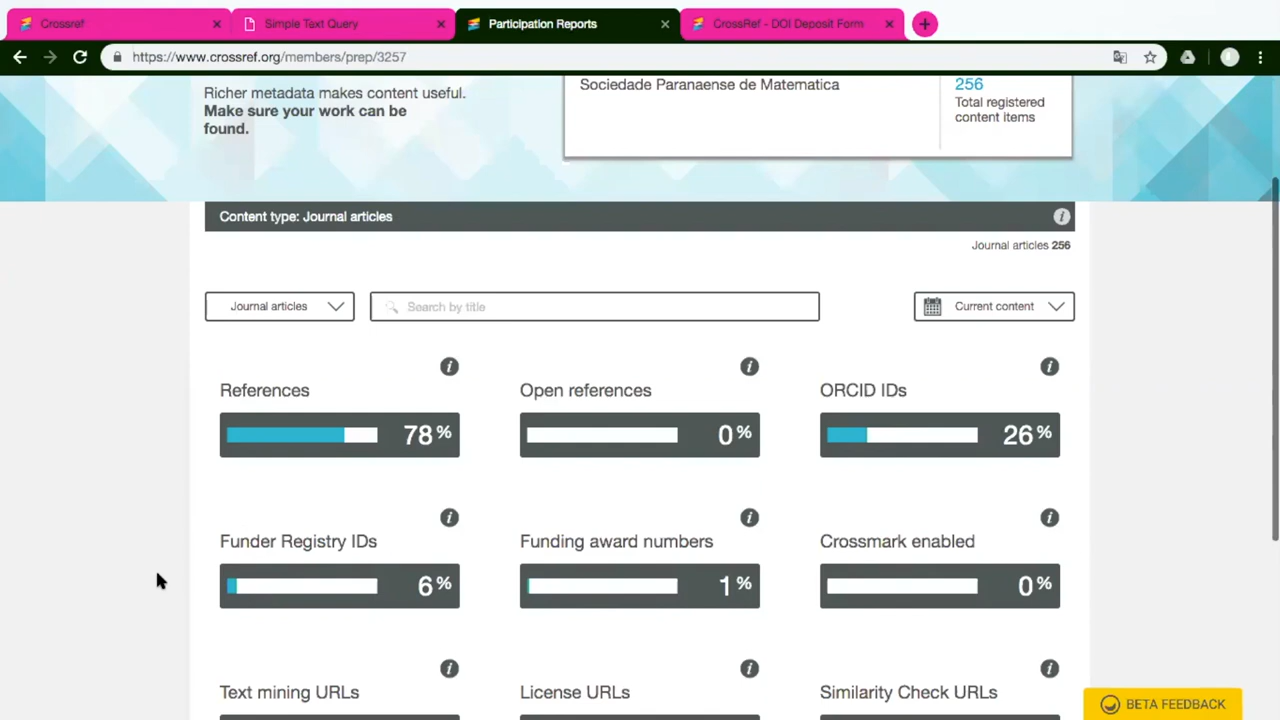 Crossref
Simple Text Query
Participation Reports
CrossRef - DOI Deposit Form
https://www.crossref.org/members/prep/3257
Richer metadata makes content useful.
Make sure your work can be
found.
Sociedade Paranaense de Matematica
256
Total registered
content items
Content type: Journal articles
Journal articles 256
Journal articles
Search by title
Current content
References
78%
Open references
0%
ORCID IDs
26%
Funder Registry IDs
6%
Funding award numbers
1%
Crossmark enabled
0%
Text mining URLs
License URLs
Similarity Check URLs
BETA FEEDBACK